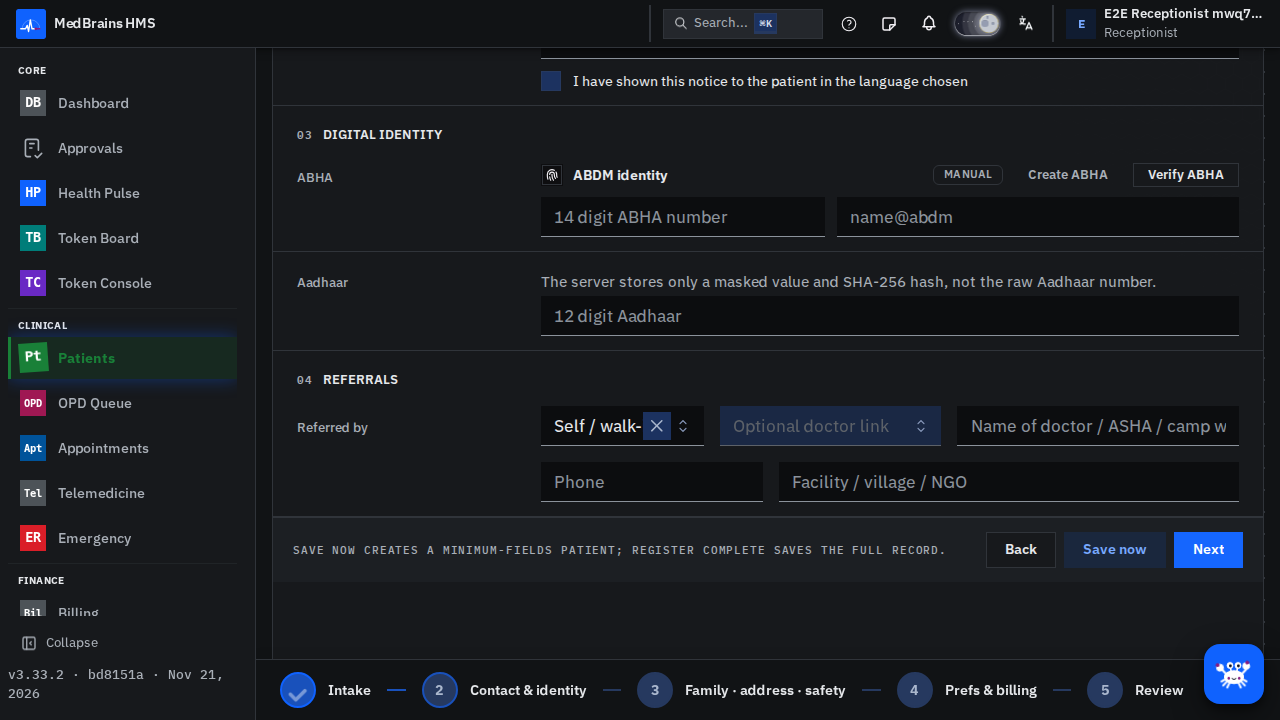 MedBrains HMS
Search... ⌘K
E
E2E Receptionist mwq7...
Receptionist
CORE
DB Dashboard
Approvals
HP Health Pulse
TB Token Board
TC Token Console
CLINICAL
Pt Patients
OPD OPD Queue
Apt Appointments
Tel Telemedicine
ER Emergency
FINANCE
Bil Billing
Collapse
v3.33.2 · bd8151a · Nov 21,
2026
I have shown this notice to the patient in the language chosen
03 DIGITAL IDENTITY
ABHA
ABDM identity
MANUAL
Create ABHA
Verify ABHA
14 digit ABHA number
name@abdm
Aadhaar
The server stores only a masked value and SHA-256 hash, not the raw Aadhaar number.
12 digit Aadhaar
04 REFERRALS
Referred by
Self / walk-
Optional doctor link
Name of doctor / ASHA / camp w
Phone
Facility / village / NGO
SAVE NOW CREATES A MINIMUM-FIELDS PATIENT; REGISTER COMPLETE SAVES THE FULL RECORD.
Back
Save now
Next
Intake
2 Contact & identity
3 Family · address · safety
4 Prefs & billing
5 Review